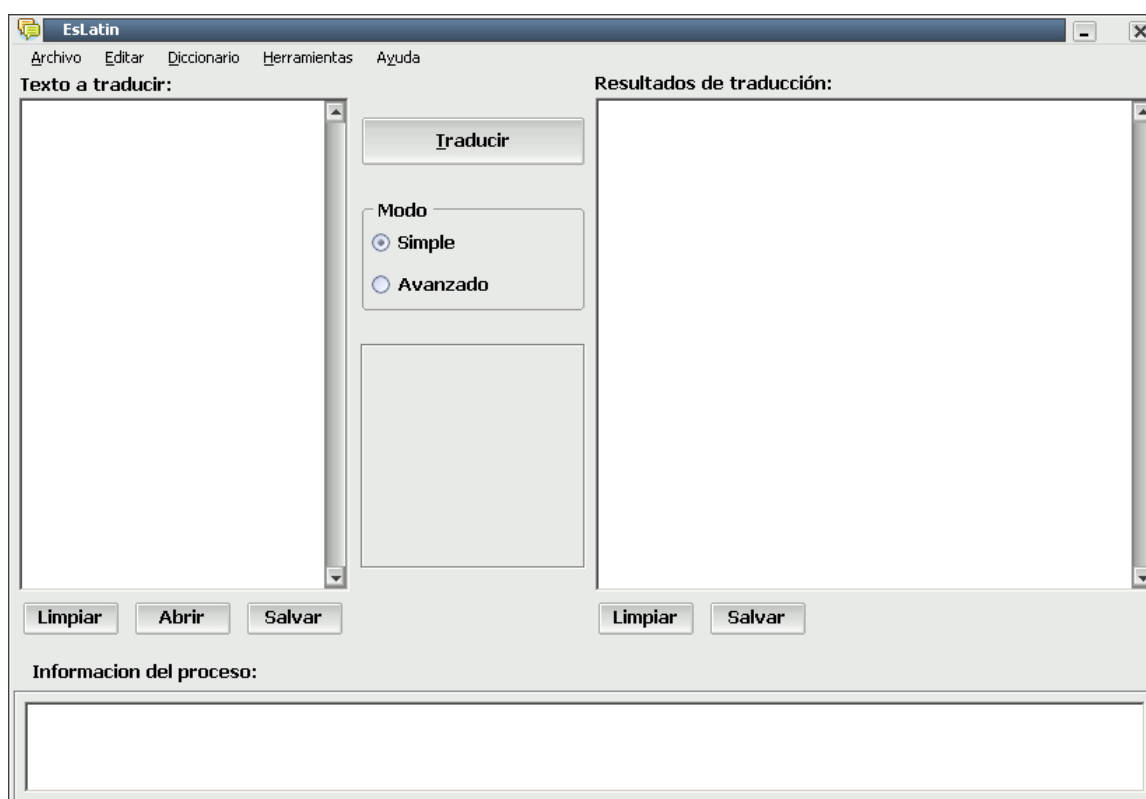 EsLatin
Archivo Editar Diccionario Herramientas Ayuda
Texto a traducir:
Resultados de traducción:
Traducir
Modo
Simple
Avanzado
Limpiar Abrir Salvar
Limpiar Salvar
Informacion del proceso: